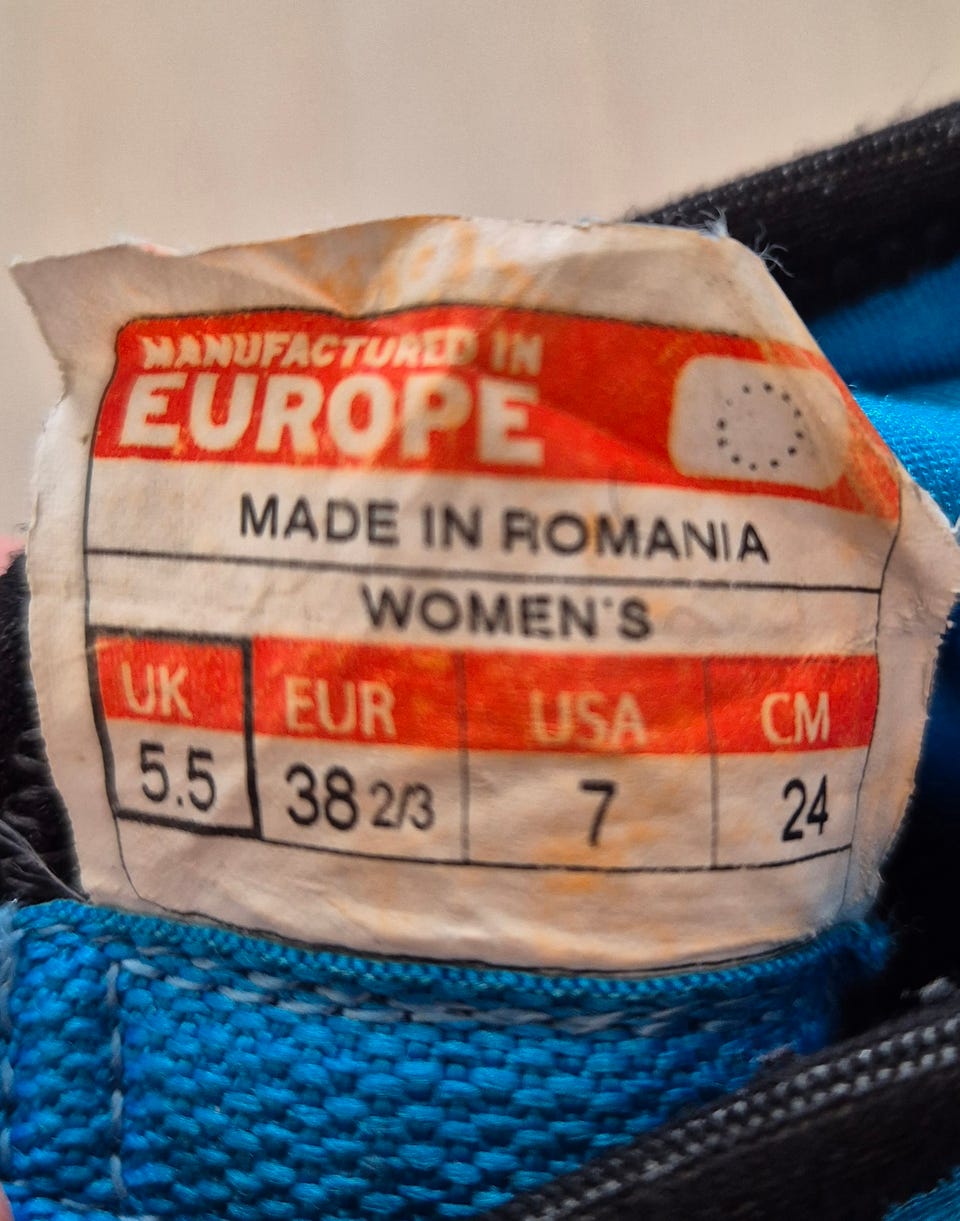 MANUFACTURED IN
EUROPE
MADE IN ROMANIA
WOMEN'S
UK EUR USA CM
5.5 38 2/3 7 24